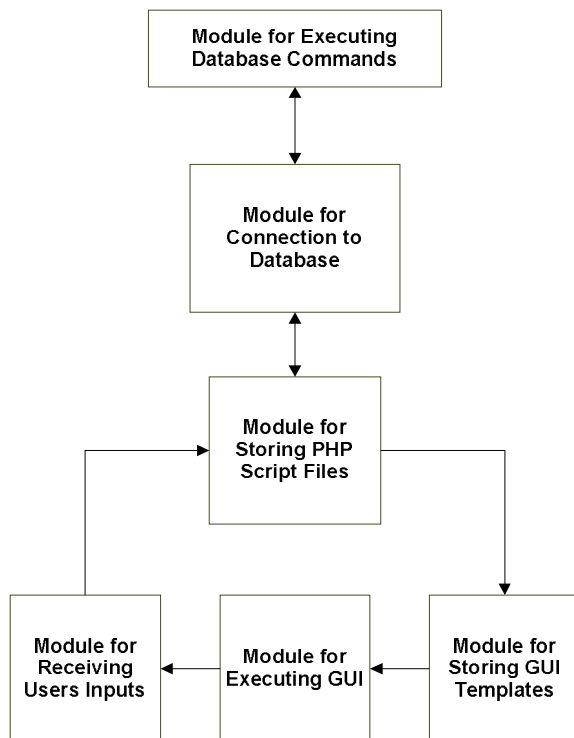 Module for Executing
Database Commands
Module for
Connection to
Database
Module for
Storing PHP
Script Files
Module for
Receiving
Users Inputs
Module for
Executing GUI
Module for
Storing GUI
Templates